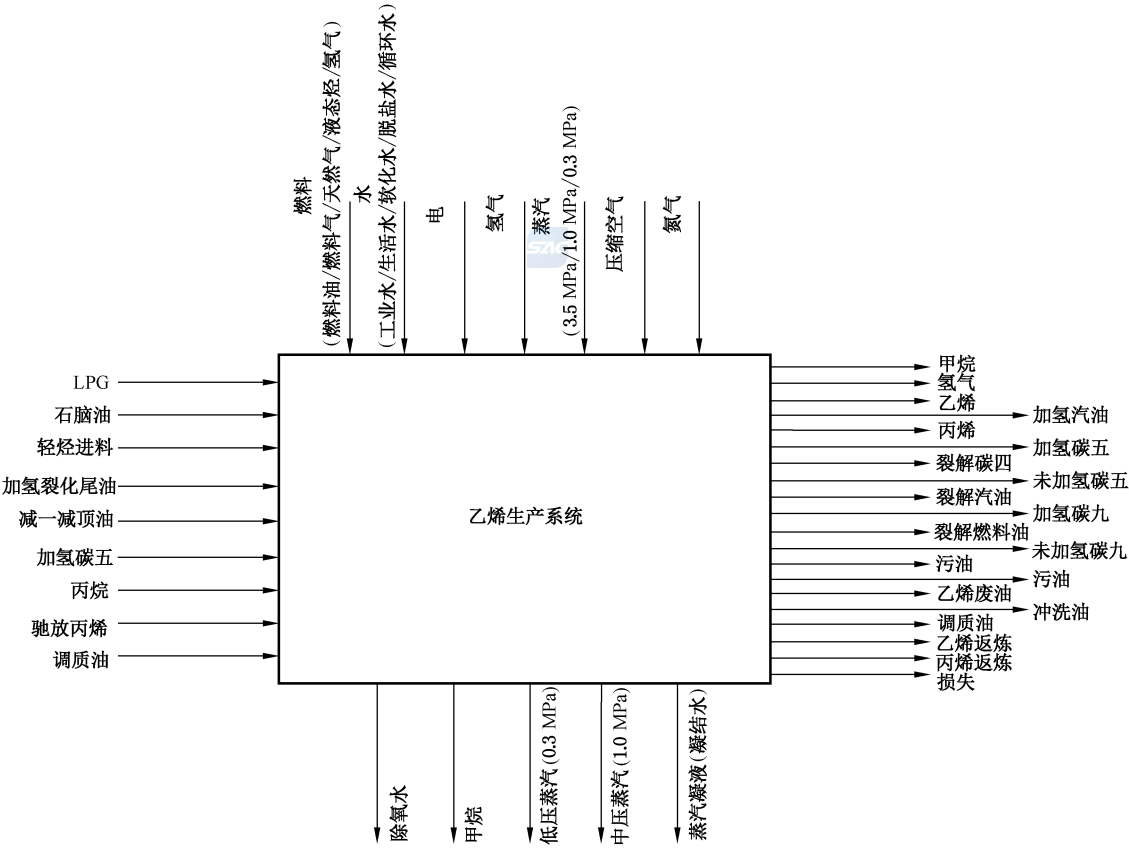 燃料
(燃料油/燃料气/天然气/液态烃/氢气)
水
(工业水/生活水/软化水/脱盐水/循环水)
电
氢气
蒸汽
(3.5 MPa/1.0 MPa/0.3 MPa)
压缩空气
氮气
SAC
LPG
石脑油
轻烃进料
加氢裂化尾油
减一减顶油
加氢碳五
丙烷
驰放丙烯
调质油
乙烯生产系统
甲烷
氢气
乙烯
加氢汽油
丙烯
加氢碳五
裂解碳四
未加氢碳五
裂解汽油
加氢碳九
裂解燃料油
未加氢碳九
污油
污油
乙烯废油
冲洗油
调质油
乙烯返炼
丙烯返炼
损失
除氧水
甲烷
低压蒸汽(0.3 MPa)
中压蒸汽(1.0 MPa)
蒸汽凝液(凝结水)